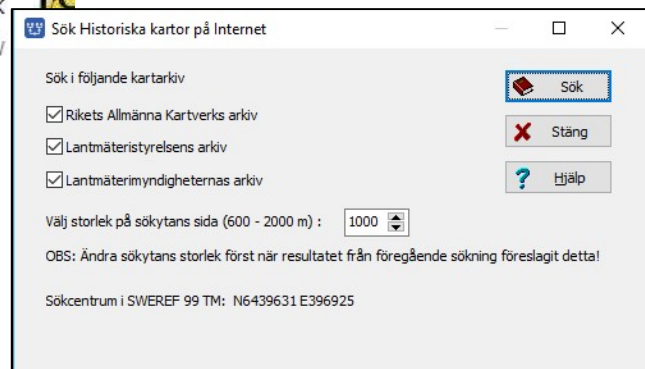 Sök Historiska kartor på Internet
Sök i följande kartarkiv
Sök
Rikets Allmänna Kartverks arkiv
Stäng
Lantmäteristyrelsens arkiv
Lantmäterimyndigheternas arkiv
Hjälp
Välj storlek på sökytans sida (600 - 2000 m) : 1000
OBS: Ändra sökytans storlek först när resultatet från föregående sökning föreslagit detta!
Sökcentrum i SWEREF 99 TM: N6439631 E396925